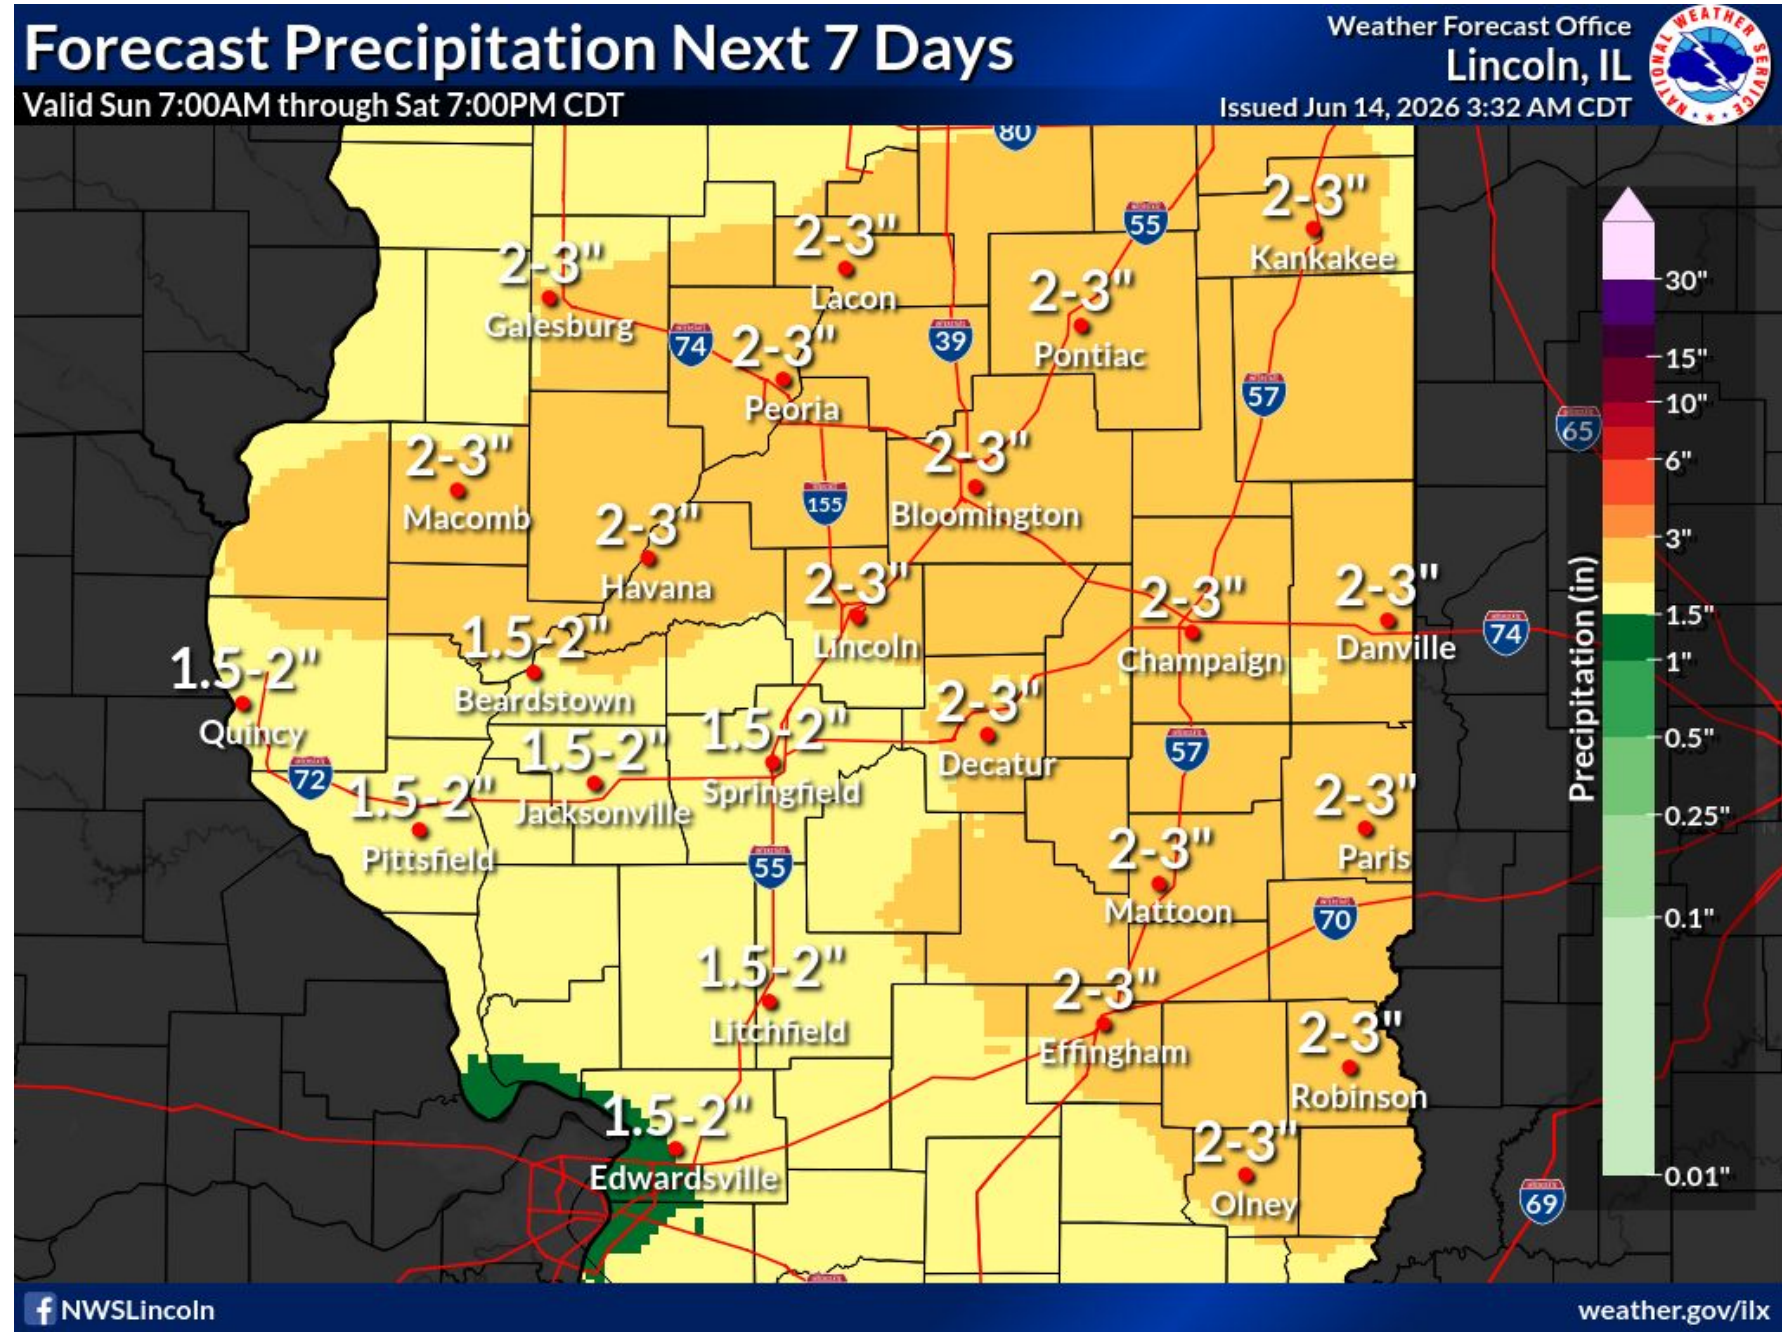 Forecast Precipitation Next 7 Days
Valid Sun 7:00AM through Sat 7:00PM CDT
Weather Forecast Office
Lincoln, IL
Issued Jun 14, 2026 3:32 AM CDT
NATIONAL WEATHER SERVICE
80
55
2-3"
Kankakee
2-3"
Lacon
2-3"
Galesburg
2-3"
Pontiac
74
2-3"
Peoria
39
57
65
2-3"
Macomb
2-3"
Bloomington
155
2-3"
Havana
2-3"
Lincoln
2-3"
Champaign
2-3"
Danville
74
1.5-2"
Beardstown
1.5-2"
Quincy
72
1.5-2"
Jacksonville
1.5-2"
Springfield
2-3"
Decatur
57
1.5-2"
Pittsfield
55
2-3"
Paris
2-3"
Mattoon
70
1.5-2"
Litchfield
2-3"
Effingham
2-3"
Robinson
1.5-2"
Edwardsville
2-3"
Olney
69
Precipitation (in)
30"
15"
10"
6"
3"
1.5"
1"
0.5"
0.25"
0.1"
0.01"
NWSLincoln
weather.gov/ilx